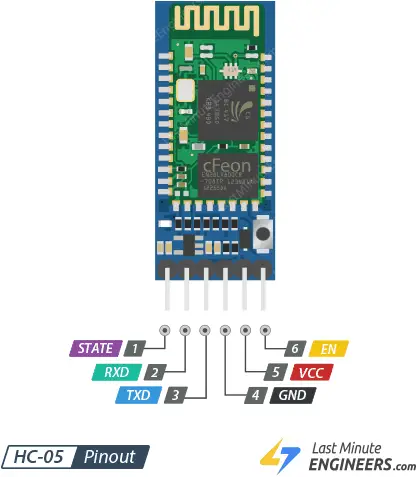 cFeon
STATE 1
RXD 2
TXD 3
6 EN
5 VCC
4 GND
HC-05 Pinout
Last Minute
ENGINEERS.com